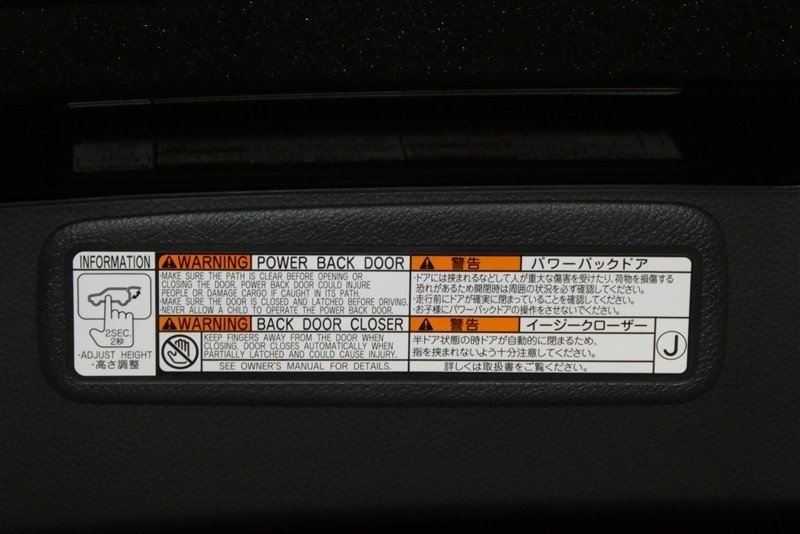 INFORMATION
2SEC.
2秒
-ADJUST HEIGHT
-高さ調整
WARNING POWER BACK DOOR
-MAKE SURE THE PATH IS CLEAR BEFORE OPENING OR
CLOSING THE DOOR. POWER BACK DOOR COULD INJURE
PEOPLE OR DAMAGE CARGO IF CAUGHT IN ITS PATH.
-MAKE SURE THE DOOR IS CLOSED AND LATCHED BEFORE DRIVING.
-NEVER ALLOW A CHILD TO OPERATE THE POWER BACK DOOR.
WARNING BACK DOOR CLOSER
KEEP FINGERS AWAY FROM THE DOOR WHEN
CLOSING. DOOR CLOSES AUTOMATICALLY WHEN
PARTIALLY LATCHED AND COULD CAUSE INJURY.
SEE OWNER'S MANUAL FOR DETAILS.
警告 パワーバックドア
・ドアには挟まれるなどして人が重大な傷害を受けたり、荷物を損傷する
恐れがあるため開閉時は周囲の状況を必ず確認してください。
・走行前にドアが確実に閉まっていることを確認してください。
・お子様にパワーバックドアの操作をさせないでください。
警告 イージークローザー
半ドア状態の時ドアが自動的に閉まるため、
指を挟まれないよう十分注意してください。
詳しくは取扱書をご覧ください。
J